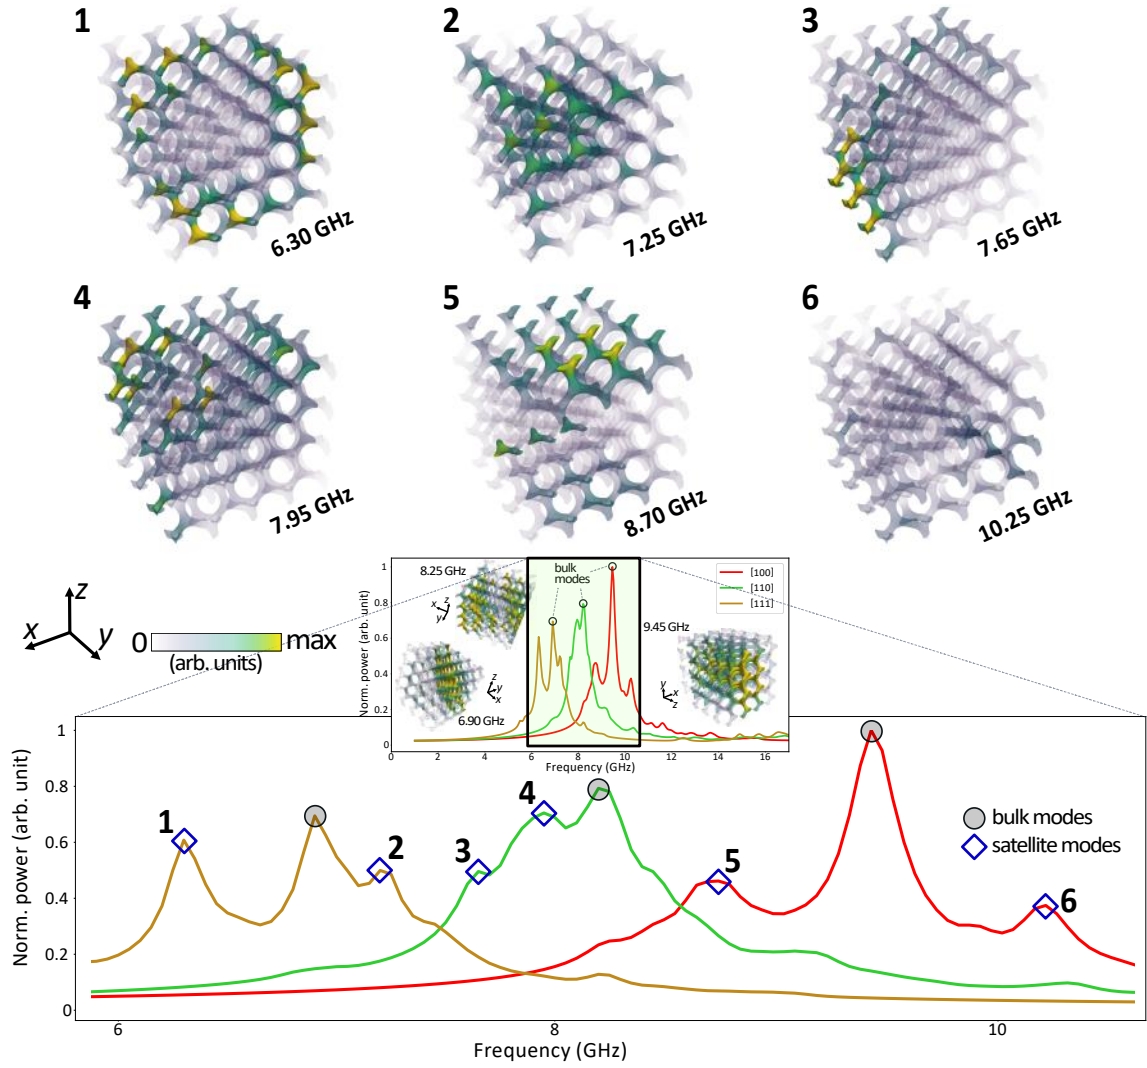 1
2
3
6.30 GHz
7.25 GHz
7.65 GHz
4
5
6
7.95 GHz
8.70 GHz
10.25 GHz
z
x
y
0
max
(arb. units)
Norm. power (arb. unit)
1
0.8
0.6
0.4
0.2
0
0
2
4
6
8
10
12
14
16
Frequency (GHz)
8.25 GHz
x
z
y
bulk
modes
[100]
[110]
[111]
9.45 GHz
z
y
x
6.90 GHz
y
x
z
Norm. power (arb. unit)
1
0.8
0.6
0.4
0.2
0
1
2
3
4
5
6
bulk modes
satellite modes
6
8
10
Frequency (GHz)